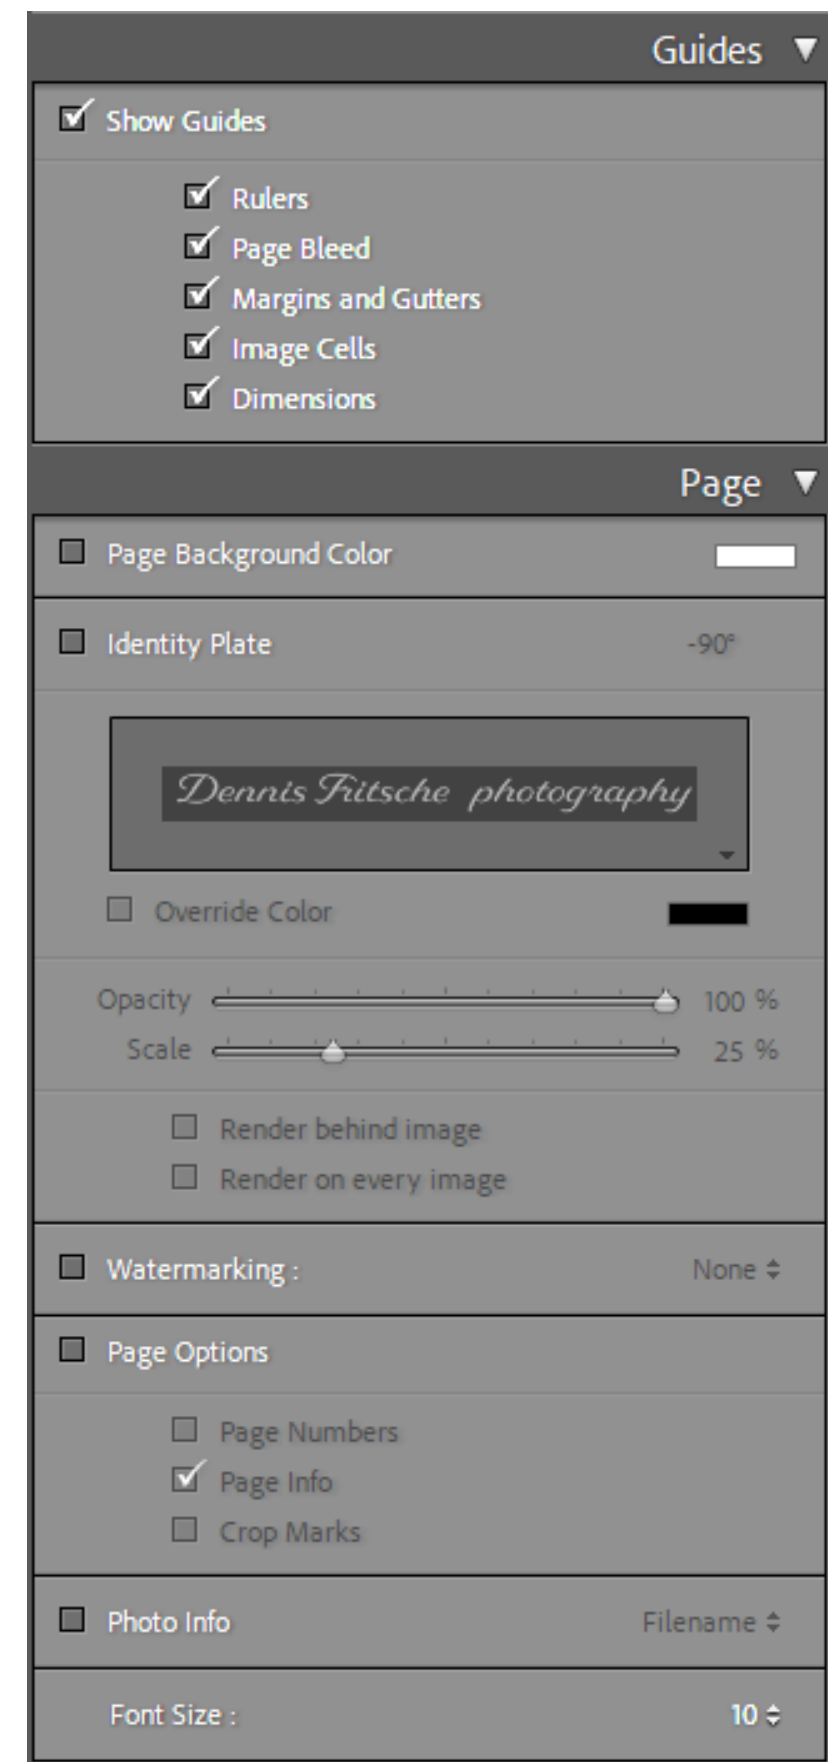 Guides
Show Guides
Rulers
Page Bleed
Margins and Gutters
Image Cells
Dimensions
Page
Page Background Color
Identity Plate -90°
Dennis Fritsche photography
Override Color
Opacity 100 %
Scale 25 %
Render behind image
Render on every image
Watermarking : None
Page Options
Page Numbers
Page Info
Crop Marks
Photo Info Filename
Font Size : 10